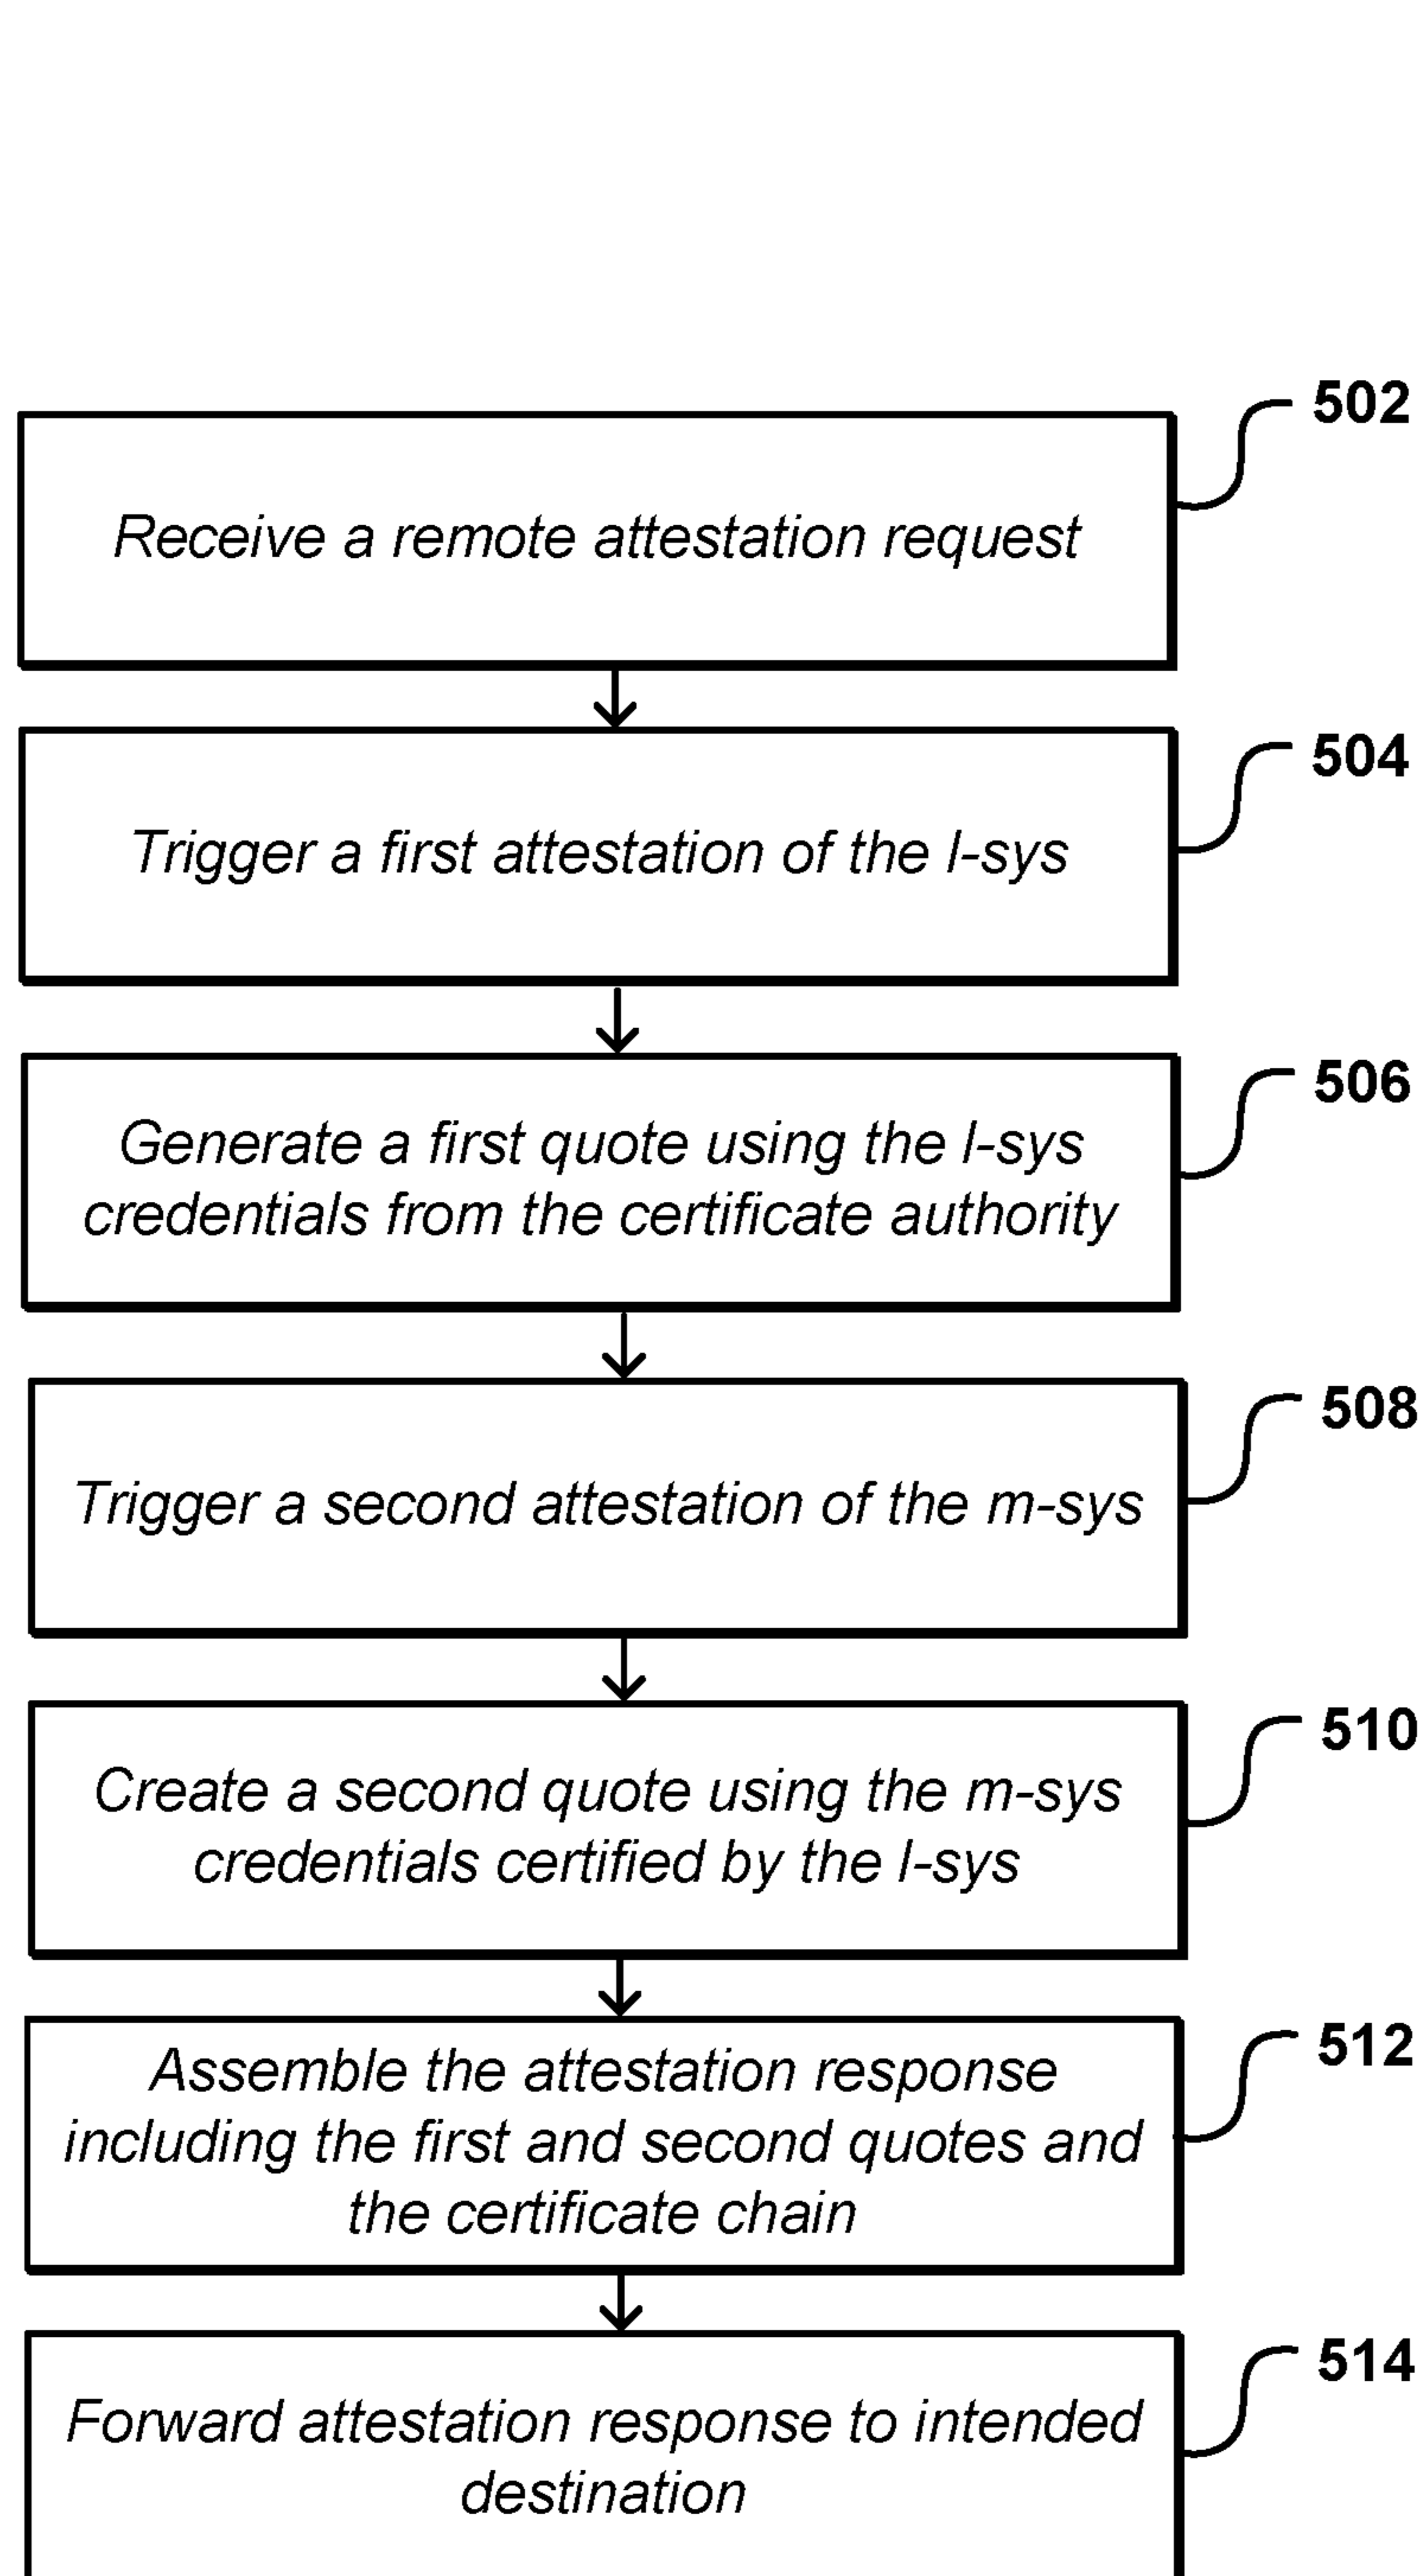 502
Receive a remote attestation request
504
Trigger a first attestation of the l-sys
506
Generate a first quote using the l-sys
credentials from the certificate authority
508
Trigger a second attestation of the m-sys
510
Create a second quote using the m-sys
credentials certified by the l-sys
512
Assemble the attestation response
including the first and second quotes and
the certificate chain
514
Forward attestation response to intended
destination